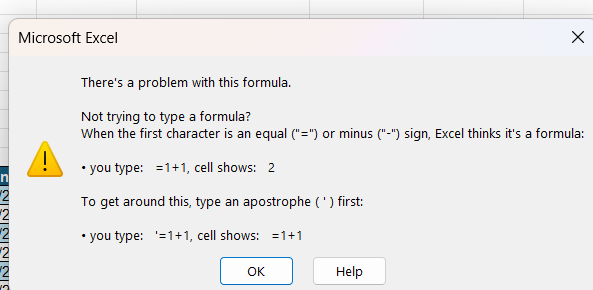 Microsoft Excel
There's a problem with this formula.
Not trying to type a formula?
When the first character is an equal ("=") or minus ("-") sign, Excel thinks it's a formula:
• you type:   =1+1, cell shows:   2
To get around this, type an apostrophe ( ' ) first:
• you type:   '=1+1, cell shows:   =1+1
OK
Help